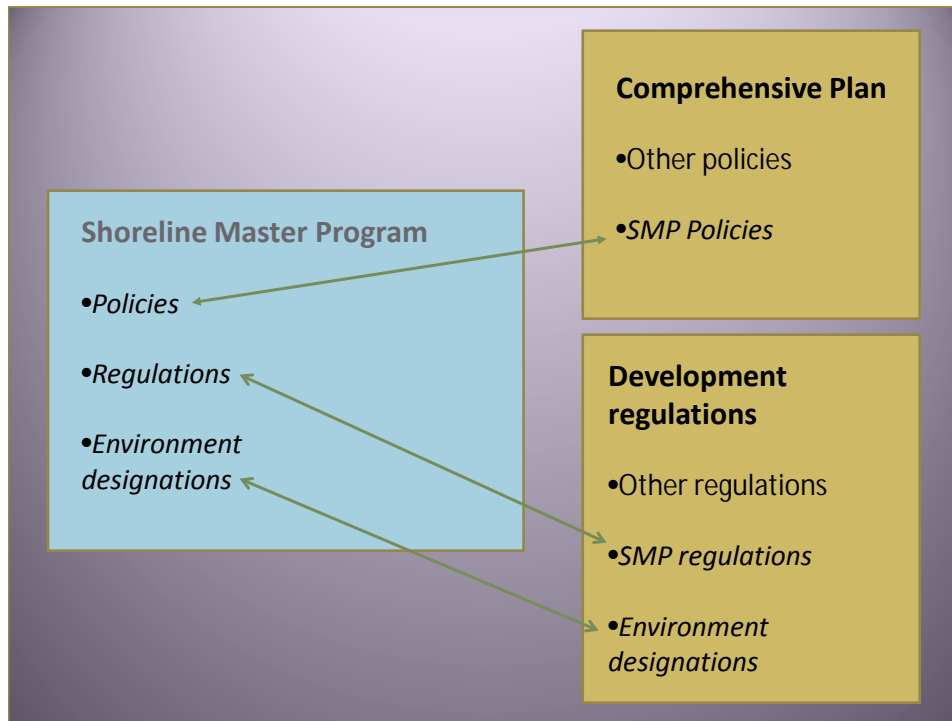 Shoreline Master Program
•Policies
•Regulations
•Environment
designations
Comprehensive Plan
•Other policies
•SMP Policies
Development
regulations
•Other regulations
•SMP regulations
•Environment
designations